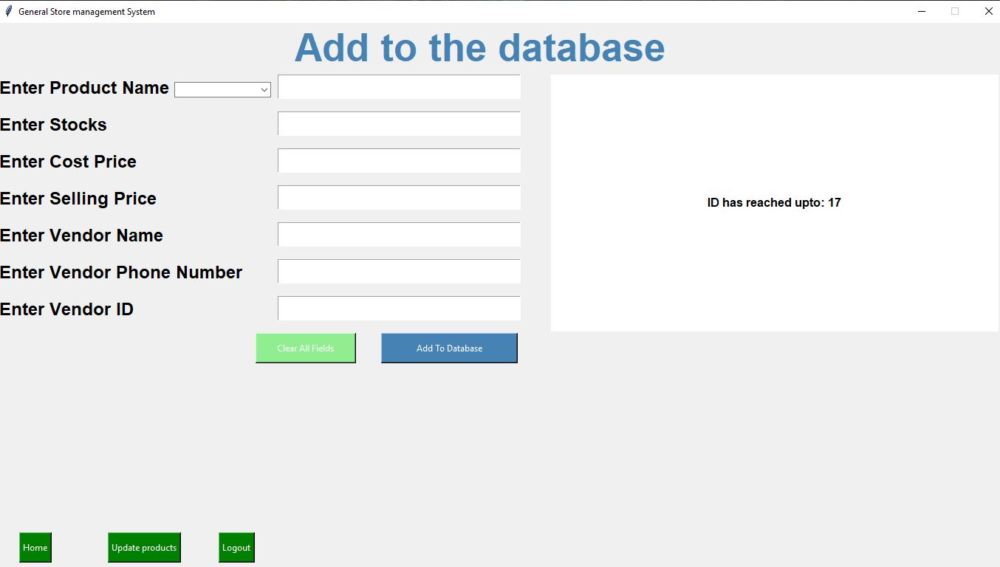 General Store management System
Add to the database
Enter Product Name
Enter Stocks
Enter Cost Price
Enter Selling Price
Enter Vendor Name
Enter Vendor Phone Number
Enter Vendor ID
ID has reached upto: 17
Clear All Fields
Add To Database
Home
Update products
Logout